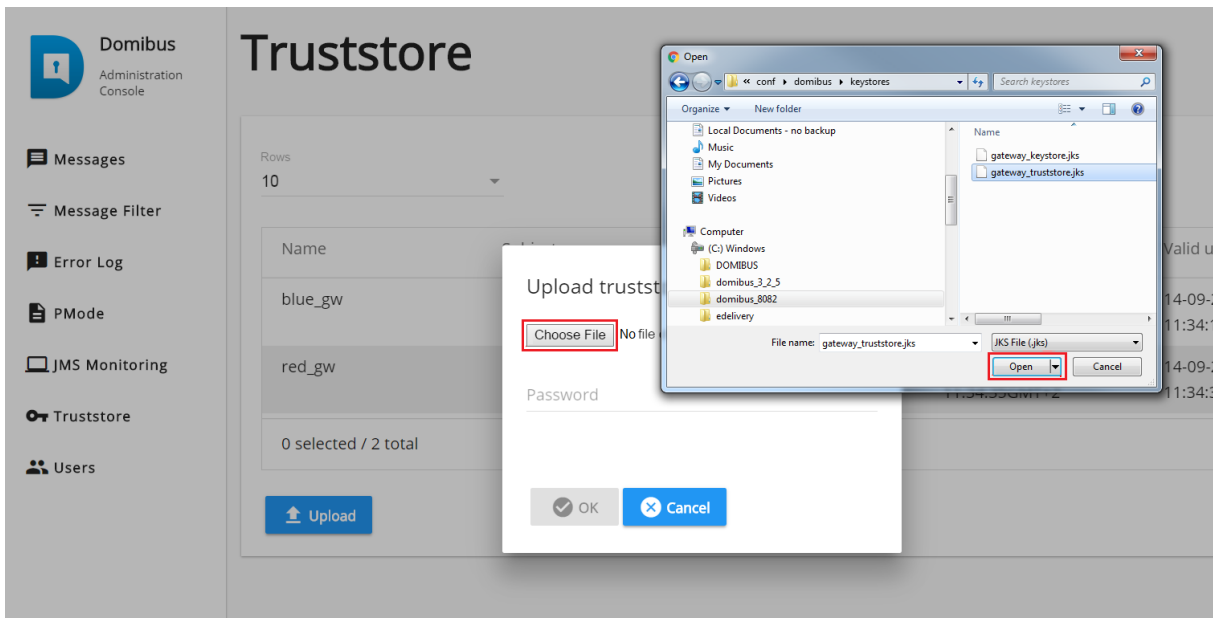 Domibus
Administration
Console
Messages
Message Filter
Error Log
PMode
JMS Monitoring
Truststore
Users
Truststore
Rows
10
Name
Valid u
blue_gw
14-09-2
11:34:1
red_gw
14-09-2
11:34:3
0 selected / 2 total
Upload
Upload trustst
Choose File No file
Password
OK
Cancel
Open
« conf domibus keystores
Search keystores
Organize
New folder
Local Documents - no backup
Music
My Documents
Pictures
Videos
Computer
(C:) Windows
DOMIBUS
domibus_3_2_5
domibus_8082
edelivery
Name
gateway_keystore.jks
gateway_truststore.jks
File name: gateway_truststore.jks
JKS File (.jks)
Open
Cancel